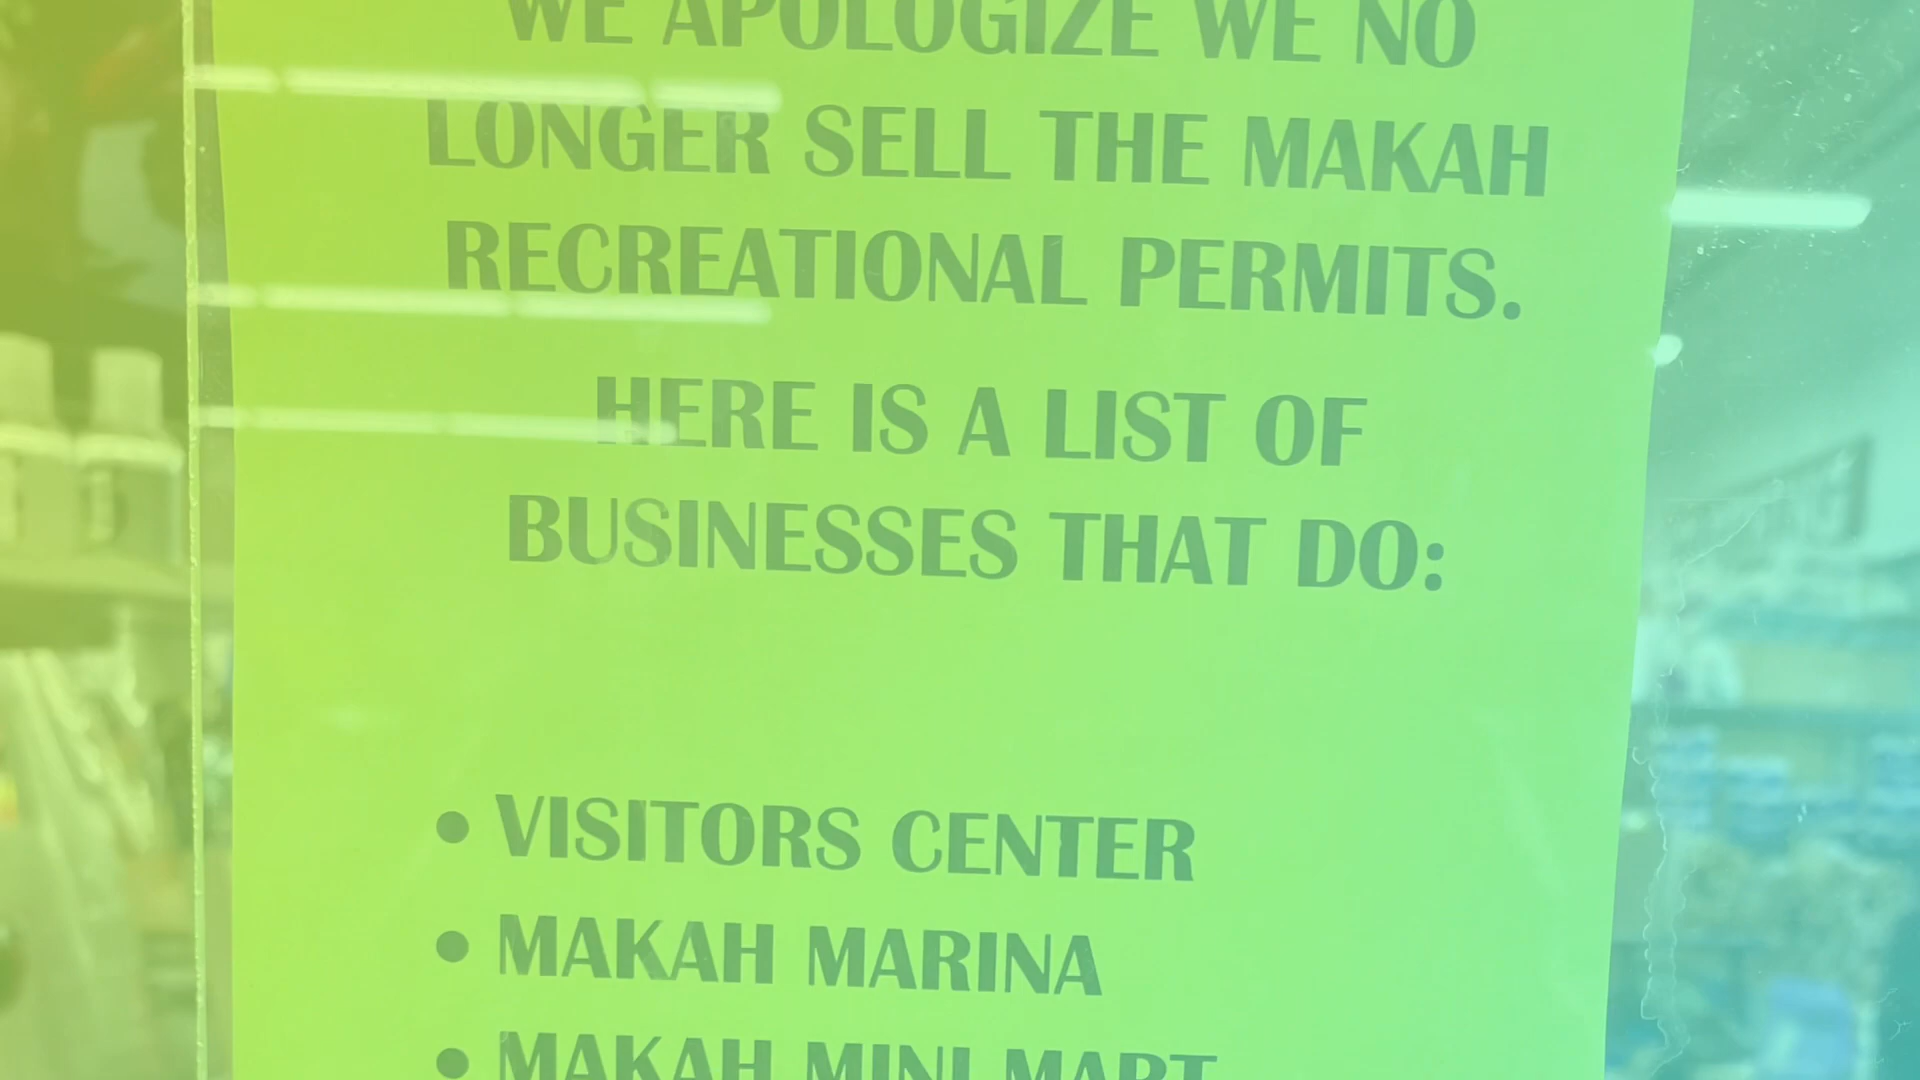 WE APOLOGIZE WE NO
LONGER SELL THE MAKAH
RECREATIONAL PERMITS.
HERE IS A LIST OF
BUSINESSES THAT DO:
• VISITORS CENTER
• MAKAH MARINA
• MAKAH MINI MART